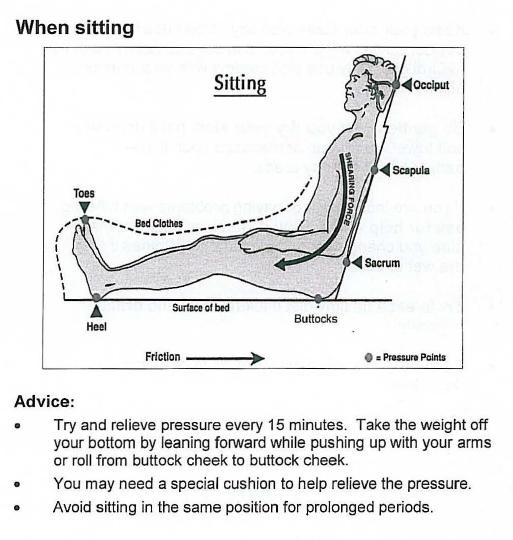 When sitting
Sitting
Occiput
Scapula
SHEARING FORCE
Toes
Bed Clothes
Sacrum
Surface of bed
Heel
Buttocks
Friction
= Pressure Points
Advice:
• Try and relieve pressure every 15 minutes. Take the weight off
your bottom by leaning forward while pushing up with your arms
or roll from buttock cheek to buttock cheek.
• You may need a special cushion to help relieve the pressure.
• Avoid sitting in the same position for prolonged periods.